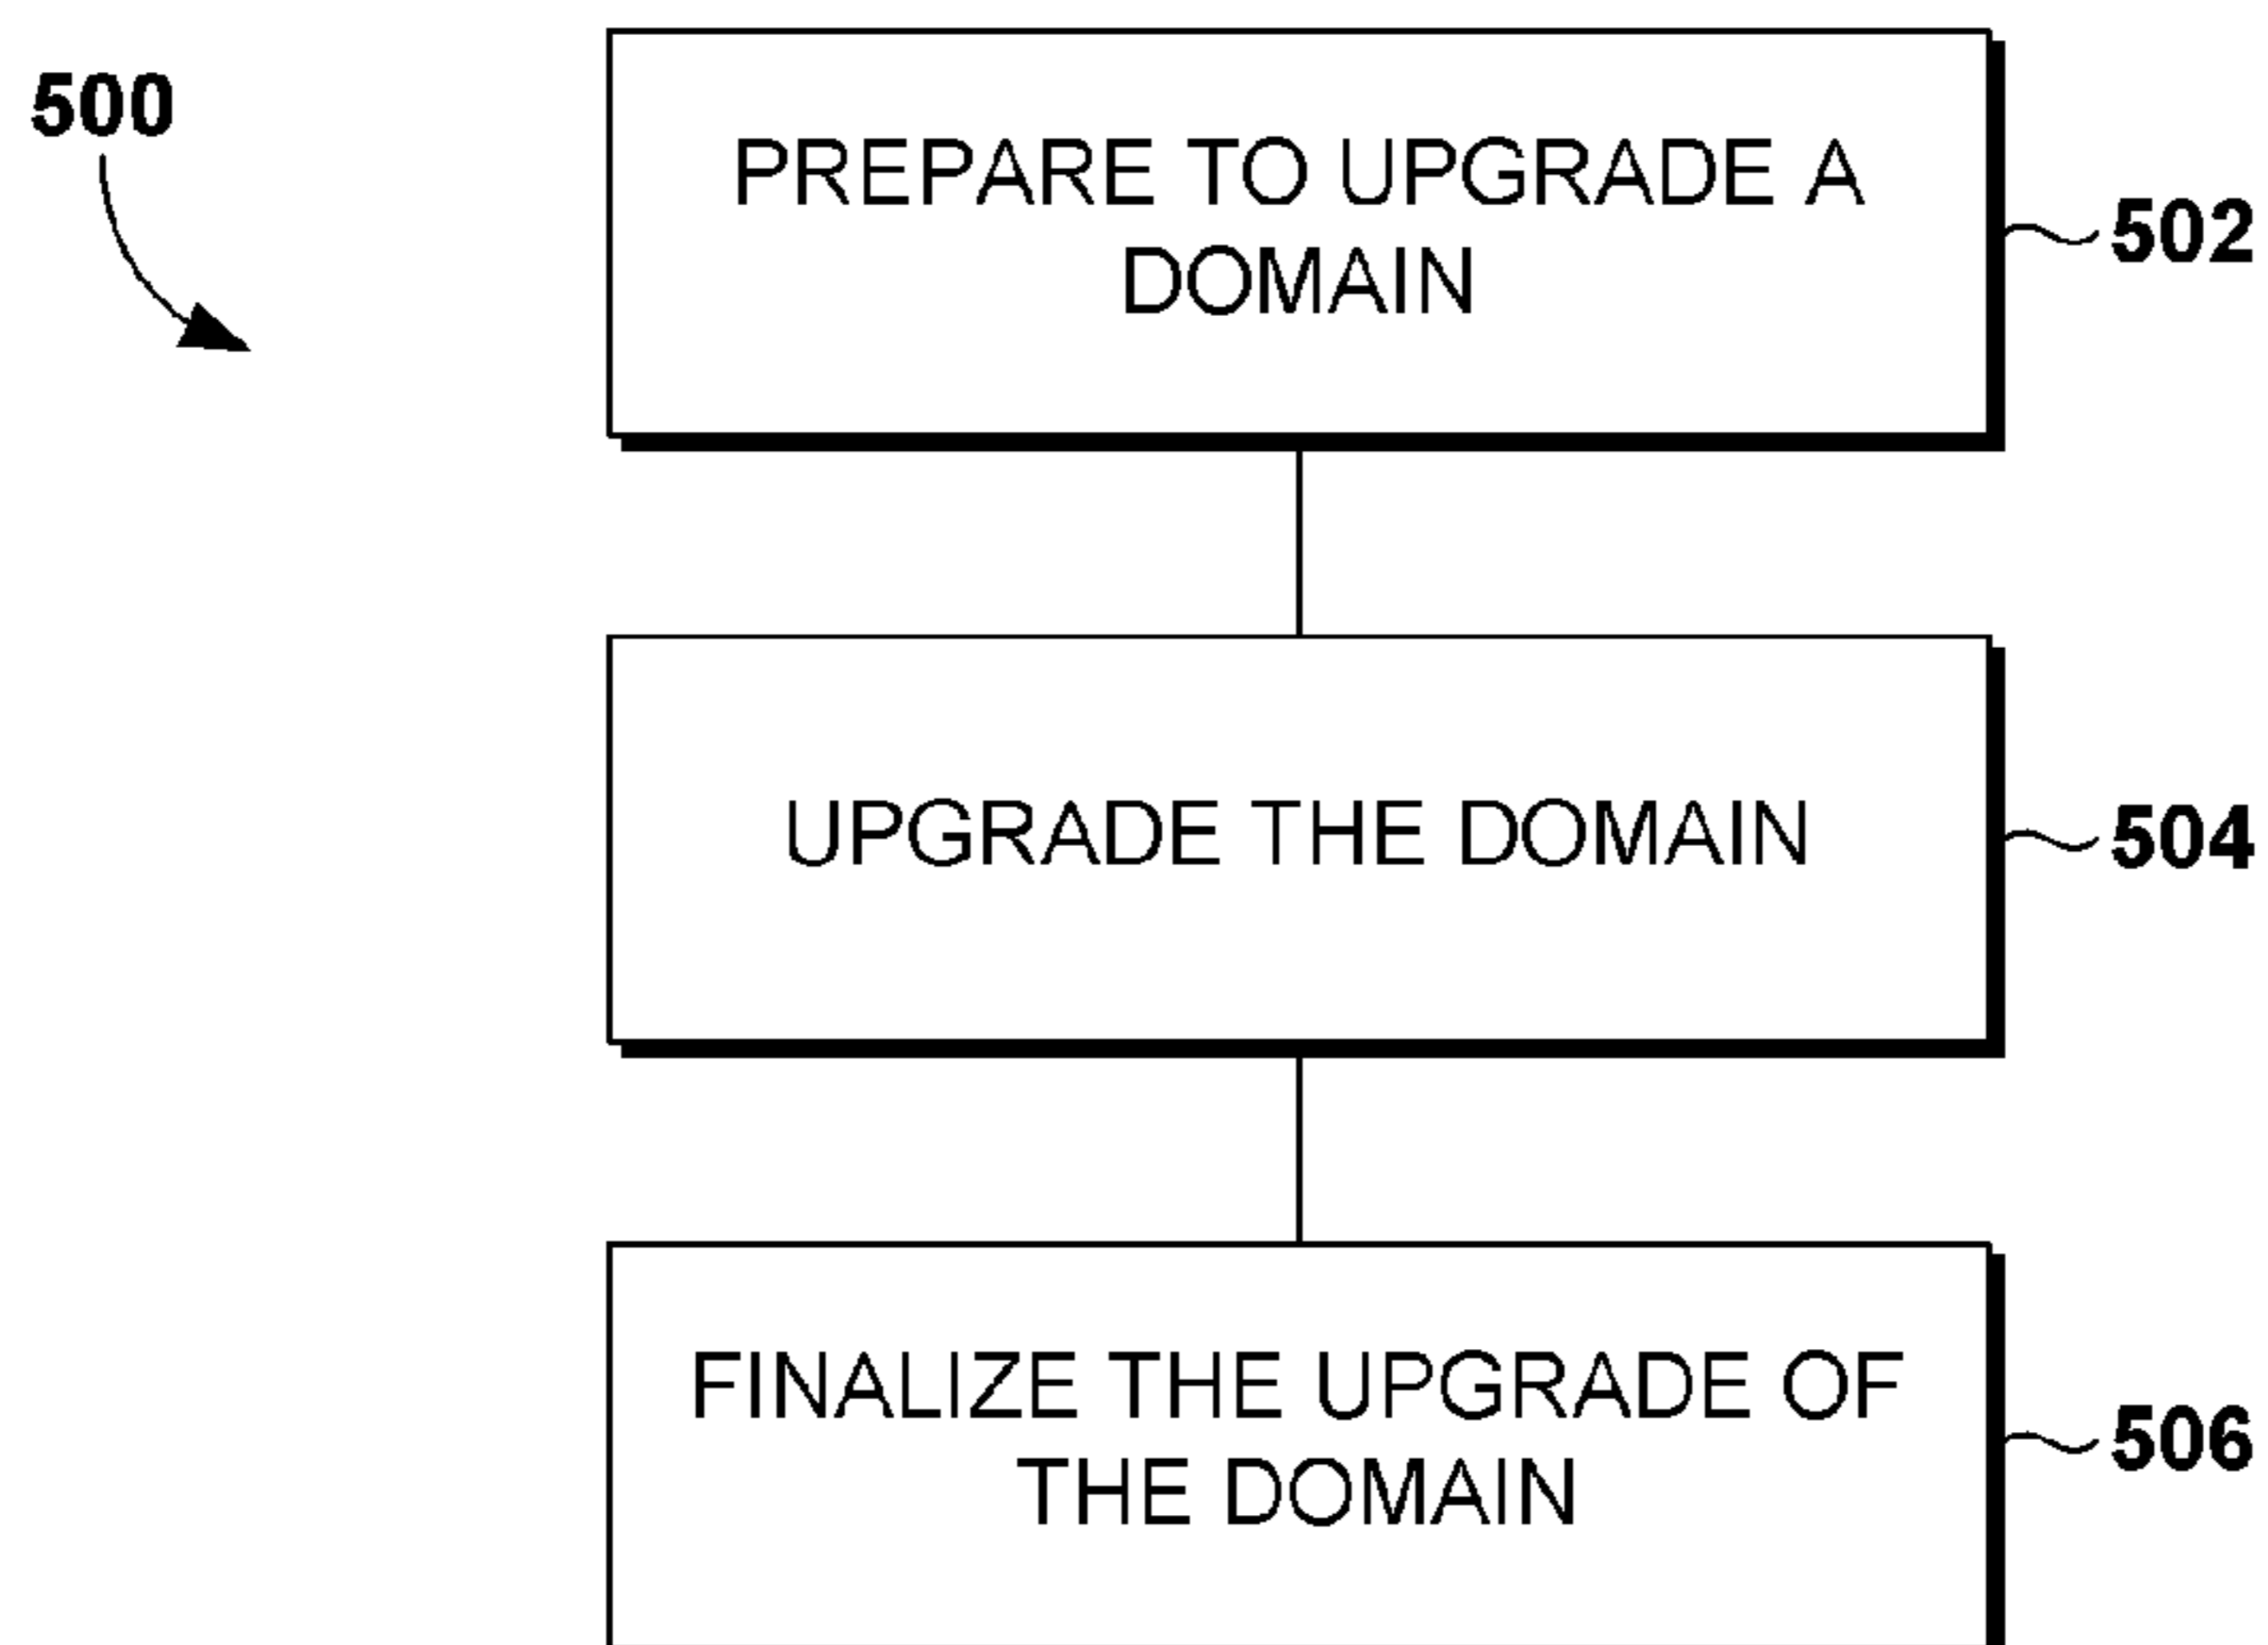 500
PREPARE TO UPGRADE A
DOMAIN
502
UPGRADE THE DOMAIN
504
FINALIZE THE UPGRADE OF
THE DOMAIN
506